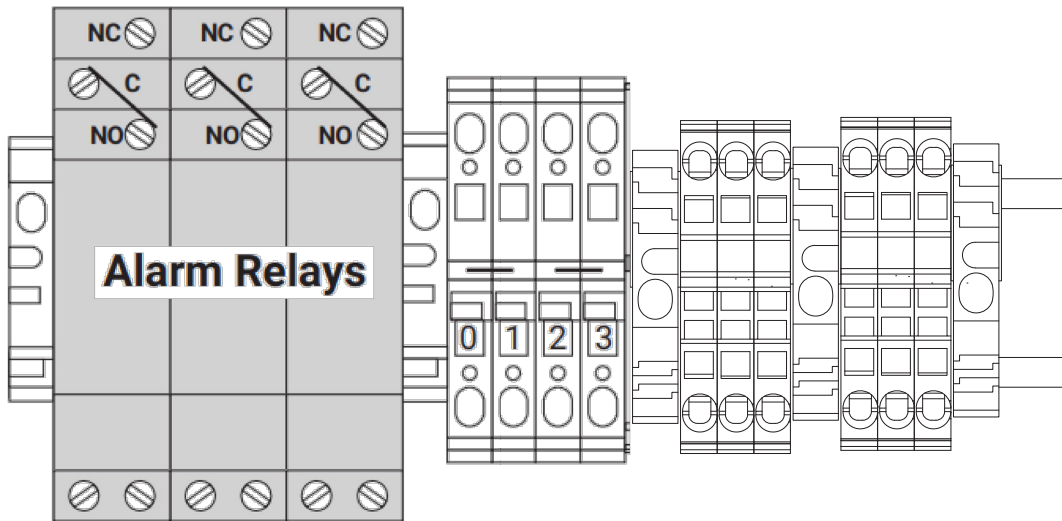 NC NC NC
C C C
NO NO NO
Alarm Relays
0 1 2 3